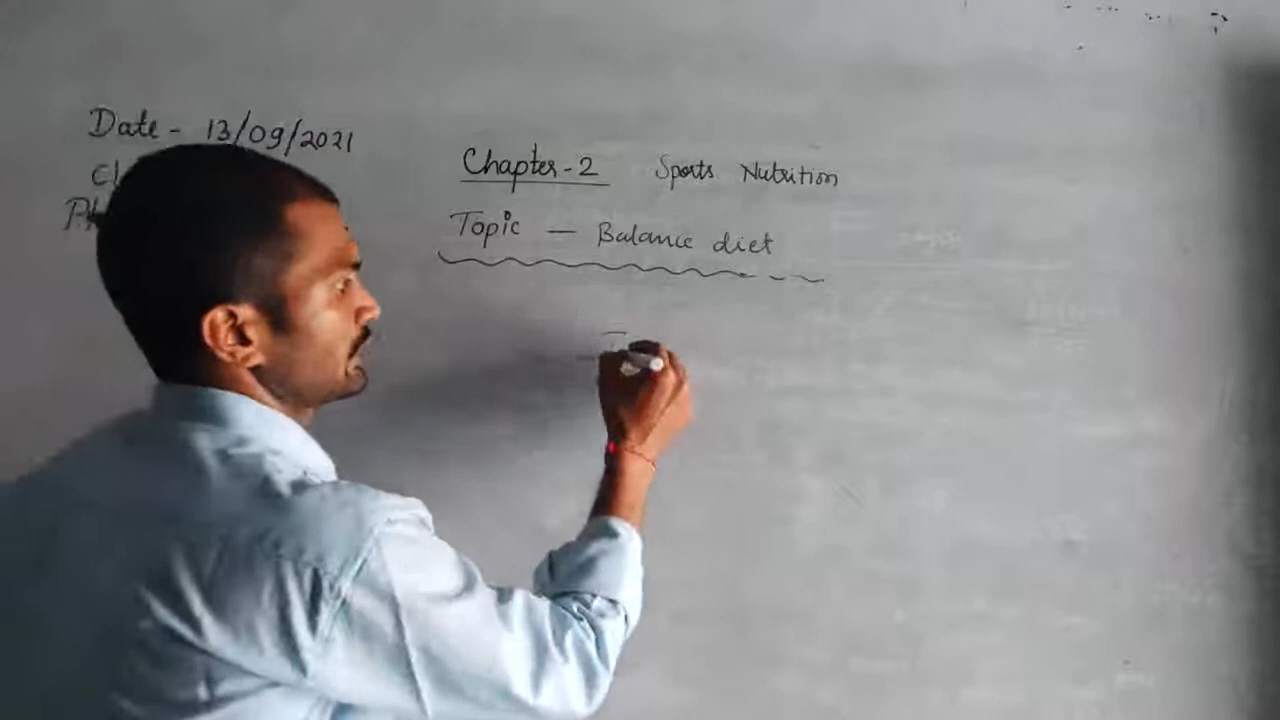 Date - 13/09/2021
Chapter-2 Sports Nutrition
Topic — Balance diet